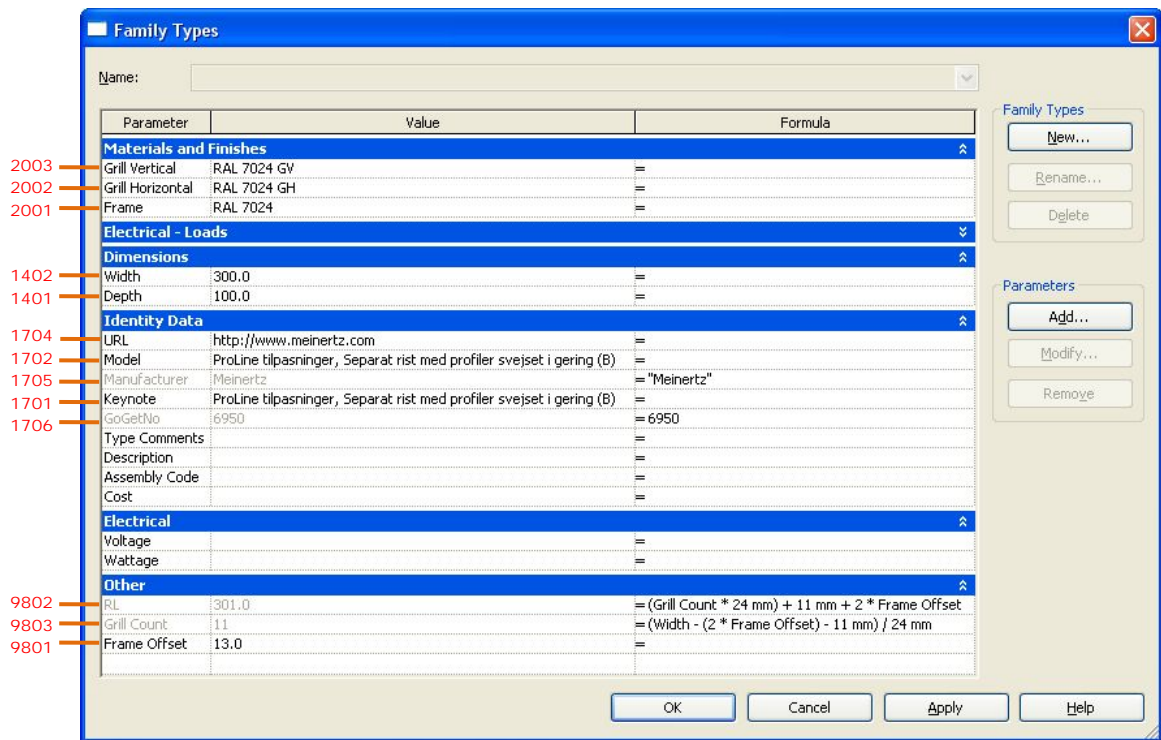 Family Types
Name:
Parameter Value Formula
Materials and Finishes
2003 Grill Vertical RAL 7024 GV =
2002 Grill Horizontal RAL 7024 GH =
2001 Frame RAL 7024 =
Electrical - Loads
Dimensions
1402 Width 300.0 =
1401 Depth 100.0 =
Identity Data
1704 URL http://www.meinertz.com =
1702 Model ProLine tilpasninger, Separat rist med profiler svejset i gering (B) =
1705 Manufacturer Meinertz = "Meinertz"
1701 Keynote ProLine tilpasninger, Separat rist med profiler svejset i gering (B) =
1706 GoGetNo 6950 = 6950
Type Comments =
Description =
Assembly Code =
Cost =
Electrical
Voltage =
Wattage =
Other
9802 RL 301.0 = (Grill Count * 24 mm) + 11 mm + 2 * Frame Offset
9803 Grill Count 11 = (Width - (2 * Frame Offset) - 11 mm) / 24 mm
9801 Frame Offset 13.0 =
Family Types
New...
Rename...
Delete
Parameters
Add...
Modify...
Remove
OK Cancel Apply Help